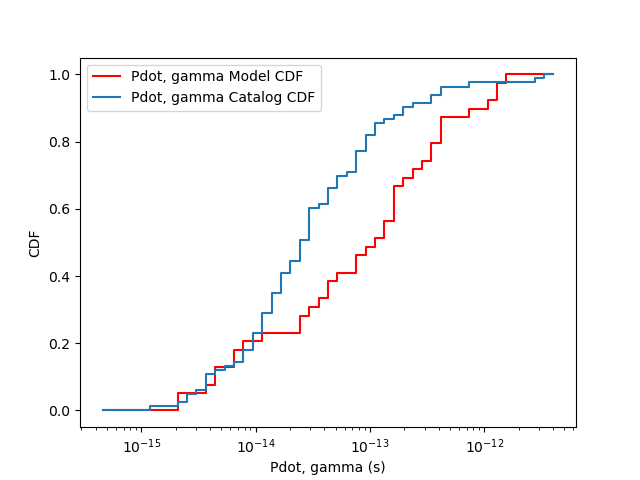 Pdot, gamma Model CDF
Pdot, gamma Catalog CDF
1.0
0.8
0.6
0.4
0.2
0.0
CDF
10⁻¹⁵ 10⁻¹⁴ 10⁻¹³ 10⁻¹²
Pdot, gamma (s)